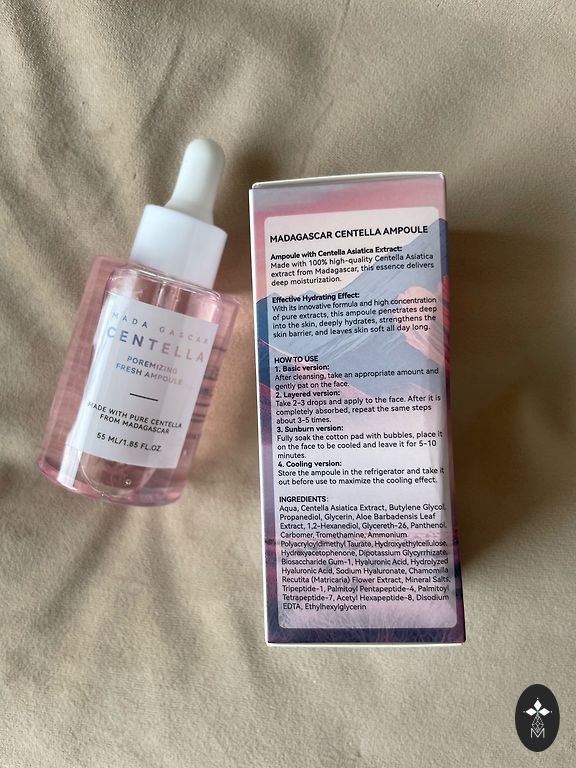 MADA GASCAR
CENTELLA
POREMIZING
FRESH AMPOULE
MADE WITH PURE CENTELLA
FROM MADAGASCAR
55 ML/1.85 FL.OZ
MADAGASCAR CENTELLA AMPOULE
Ampoule with Centella Asiatica Extract:
Made with 100% high-quality Centella Asiatica
extract from Madagascar, this essence delivers
deep moisturization.
Effective Hydrating Effect:
With its innovative formula and high concentration
of pure extracts, this ampoule penetrates deep
into the skin, deeply hydrates, strengthens the
skin barrier, and leaves skin soft all day long.
HOW TO USE
1. Basic version:
After cleansing, take an appropriate amount and
gently pat on the face.
2. Layered version:
Take 2-3 drops and apply to the face. After it is
completely absorbed, repeat the same steps
about 3-5 times.
3. Sunburn version:
Fully soak the cotton pad with bubbles, place it
on the face to be cooled and leave it for 5-10
minutes.
4. Cooling version:
Store the ampoule in the refrigerator and take it
out before use to maximize the cooling effect.
INGREDIENTS:
Aqua, Centella Asiatica Extract, Butylene Glycol,
Propanediol, Glycerin, Aloe Barbadensis Leaf
Extract, 1,2-Hexanediol, Glycereth-26, Panthenol,
Carbomer, Tromethamine, Ammonium
Polyacryloyldimethyl Taurate, Hydroxyethylcellulose,
Hydroxyacetophenone, Dipotassium Glycyrrhizate,
Biosaccharide Gum-1, Hyaluronic Acid, Hydrolyzed
Hyaluronic Acid, Sodium Hyaluronate, Chamomilla
Recutita (Matricaria) Flower Extract, Mineral Salts,
Tripeptide-1, Palmitoyl Pentapeptide-4, Palmitoyl
Tetrapeptide-7, Acetyl Hexapeptide-8, Disodium
EDTA, Ethylhexylglycerin
M